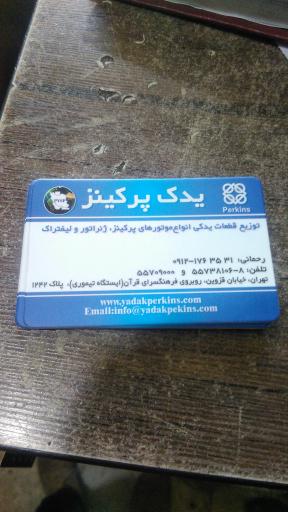 یدک پرکینز
Perkins
توزیع قطعات یدکی انواع موتورهای پرکینز، ژنراتور و لیفتراک
رحمانی: ۳۱ ۳۵ ۱۷۶-۰۹۱۲
تلفن: ۸-۵۵۷۳۸۱۰۶ و ۵۵۷۰۹۰۰۰
تهران، خیابان قزوین، روبروی فرهنگسرای قرآن(ایستگاه تیموری)، پلاک ۱۲۴۲
www.yadakperkins.com
Email:info@yadakpekins.com